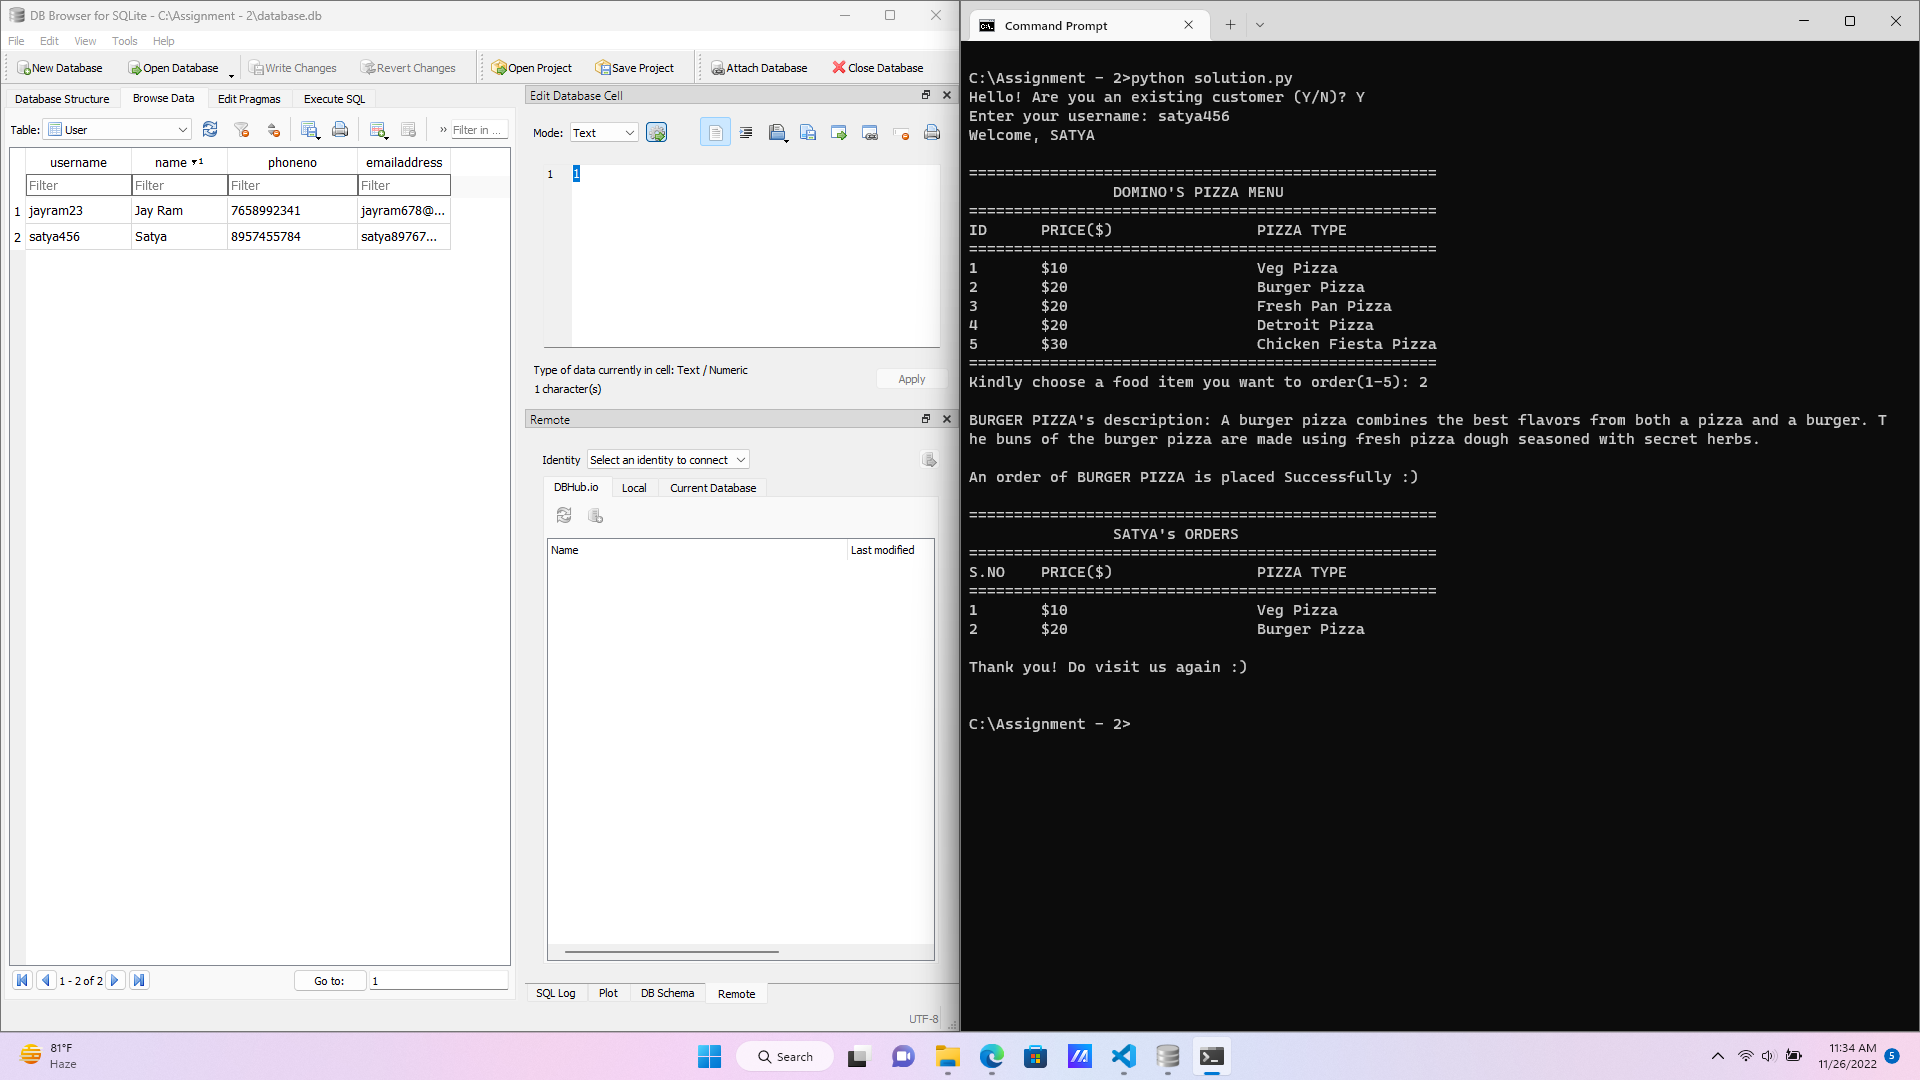 DB Browser for SQLite - C:\Assignment - 2\database.db
File Edit View Tools Help
New Database Open Database Write Changes Revert Changes Open Project Save Project Attach Database Close Database
Database Structure Browse Data Edit Pragmas Execute SQL
Table: User » Filter in ...
username name 1 phoneno emailaddress
Filter Filter Filter Filter
1 jayram23 Jay Ram 7658992341 jayram678@...
2 satya456 Satya 8957455784 satya89767...
1 - 2 of 2 Go to: 1
Edit Database Cell
Mode: Text
1 1
Type of data currently in cell: Text / Numeric
1 character(s)
Apply
Remote
Identity Select an identity to connect
DBHub.io Local Current Database
Name Last modified
SQL Log Plot DB Schema Remote
UTF-8
Command Prompt
C:\Assignment - 2>python solution.py
Hello! Are you an existing customer (Y/N)? Y
Enter your username: satya456
Welcome, SATYA
====================================================
DOMINO'S PIZZA MENU
====================================================
ID PRICE($) PIZZA TYPE
====================================================
1 $10 Veg Pizza
2 $20 Burger Pizza
3 $20 Fresh Pan Pizza
4 $20 Detroit Pizza
5 $30 Chicken Fiesta Pizza
====================================================
Kindly choose a food item you want to order(1-5): 2
BURGER PIZZA's description: A burger pizza combines the best flavors from both a pizza and a burger. T
he buns of the burger pizza are made using fresh pizza dough seasoned with secret herbs.
An order of BURGER PIZZA is placed Successfully :)
====================================================
SATYA's ORDERS
====================================================
S.NO PRICE($) PIZZA TYPE
====================================================
1 $10 Veg Pizza
2 $20 Burger Pizza
Thank you! Do visit us again :)
C:\Assignment - 2>
81°F
Haze
Search
11:34 AM
11/26/2022
5